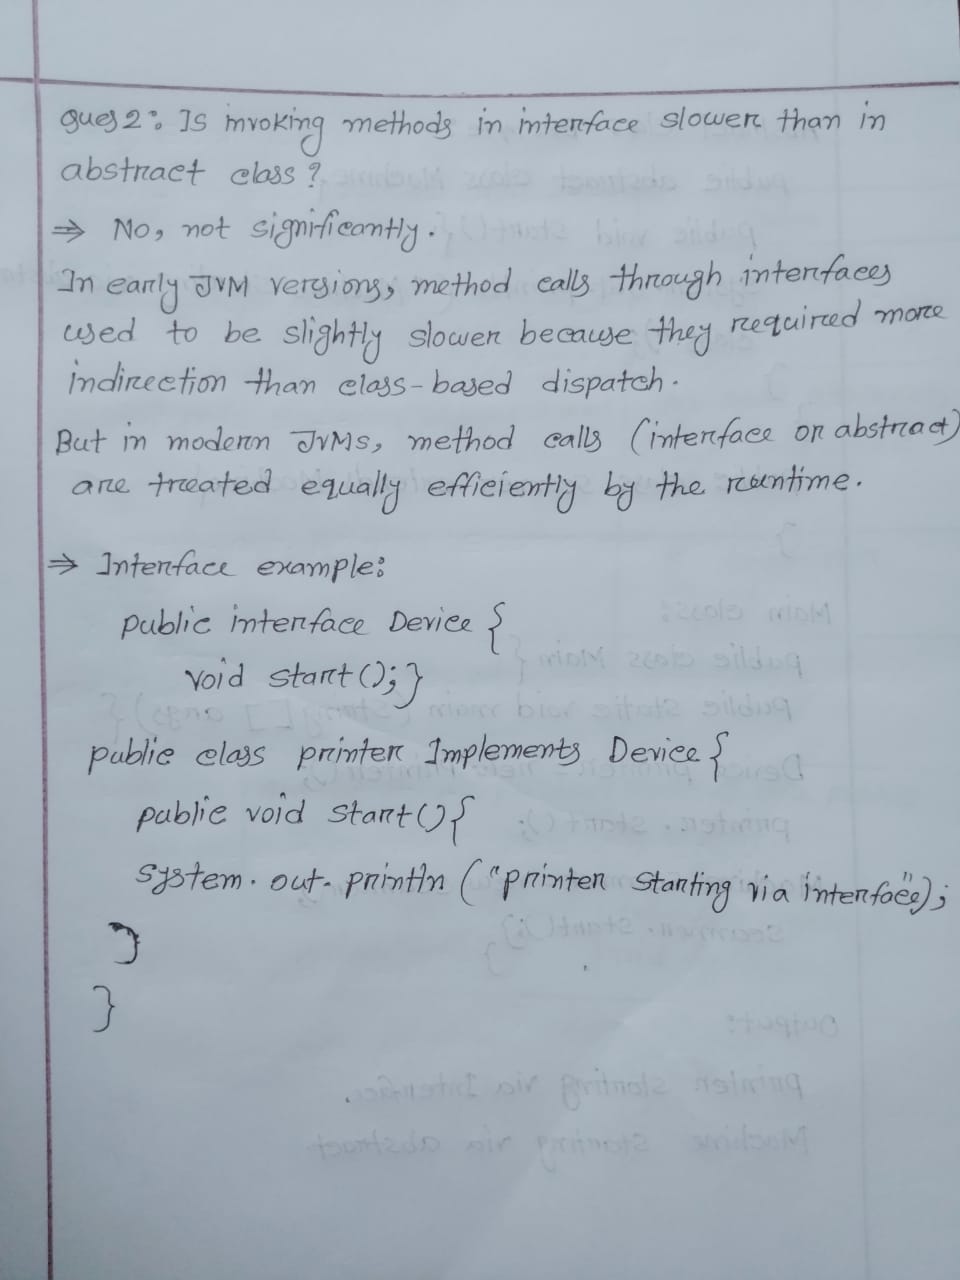 ques 2: Is invoking methods in interface slower than in
abstract class?
⇒ No, not significantly.
In early JVM versions, method calls through interfaces
used to be slightly slower because they required more
indirection than class-based dispatch.
But in modern JVMs, method calls (interface or abstract)
are treated equally efficiently by the runtime.
⇒ Interface example:
public interface Device {
void start();}
public class printer Implements Device {
public void start(){
system.out.println ("printer starting via interface");
}
}